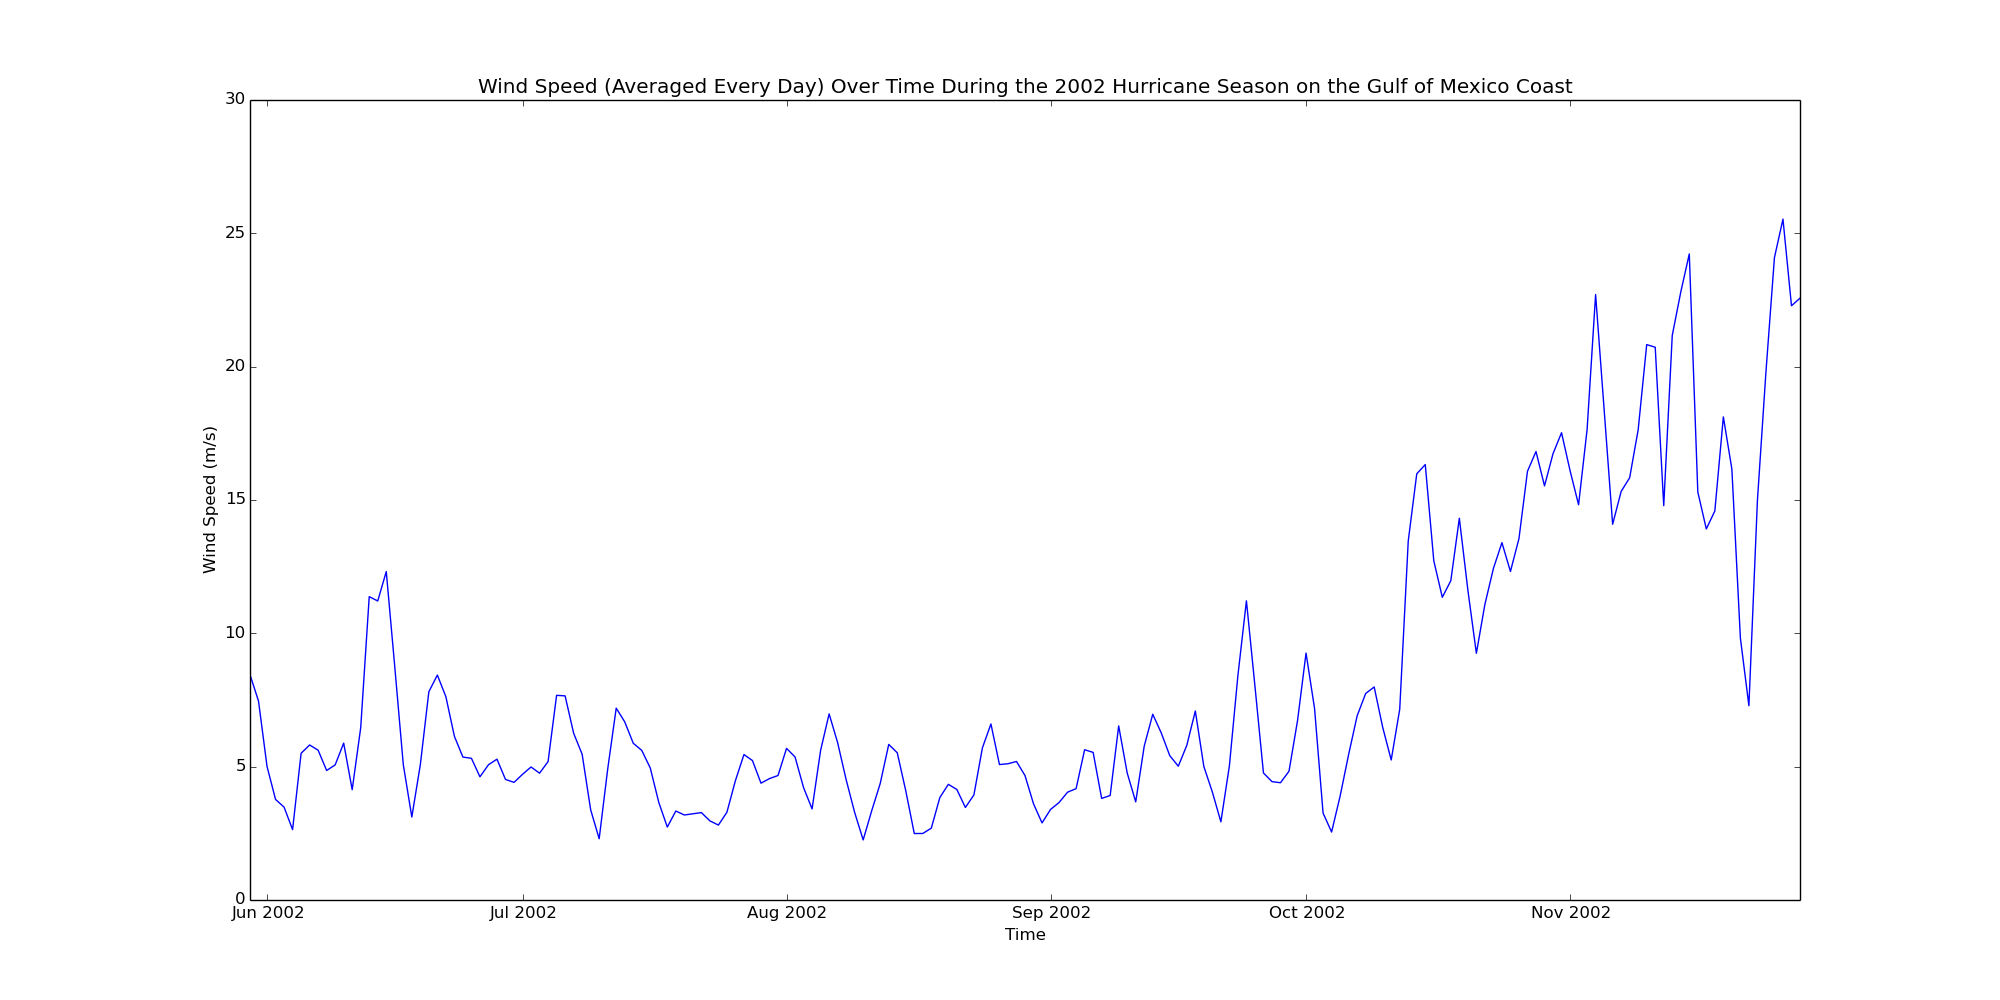 Wind Speed (Averaged Every Day) Over Time During the 2002 Hurricane Season on the Gulf of Mexico Coast
30
25
20
15
10
5
0
Wind Speed (m/s)
Jun 2002 Jul 2002 Aug 2002 Sep 2002 Oct 2002 Nov 2002
Time